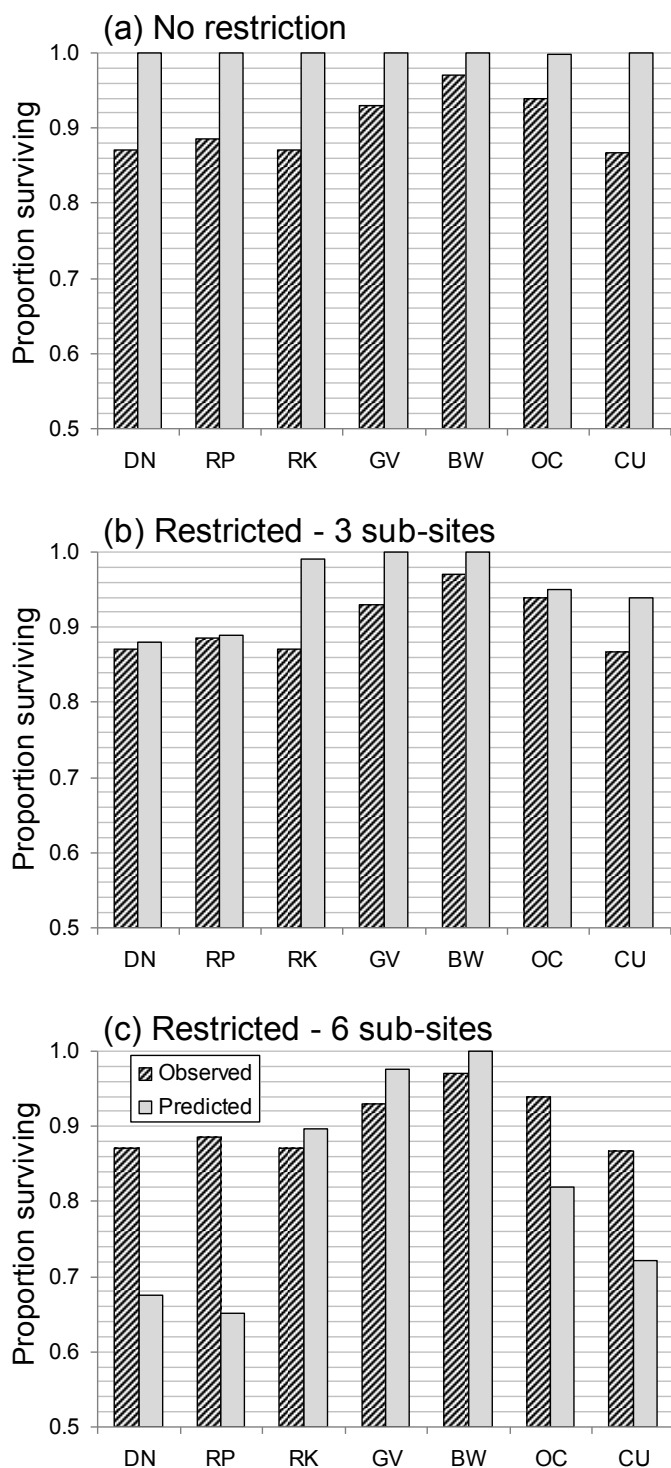 (a) No restriction
1.0
0.9
0.8
0.7
0.6
0.5
Proportion surviving
DN RP RK GV BW OC CU
(b) Restricted - 3 sub-sites
1.0
0.9
0.8
0.7
0.6
0.5
Proportion surviving
DN RP RK GV BW OC CU
(c) Restricted - 6 sub-sites
1.0
0.9
0.8
0.7
0.6
0.5
Proportion surviving
Observed
Predicted
DN RP RK GV BW OC CU